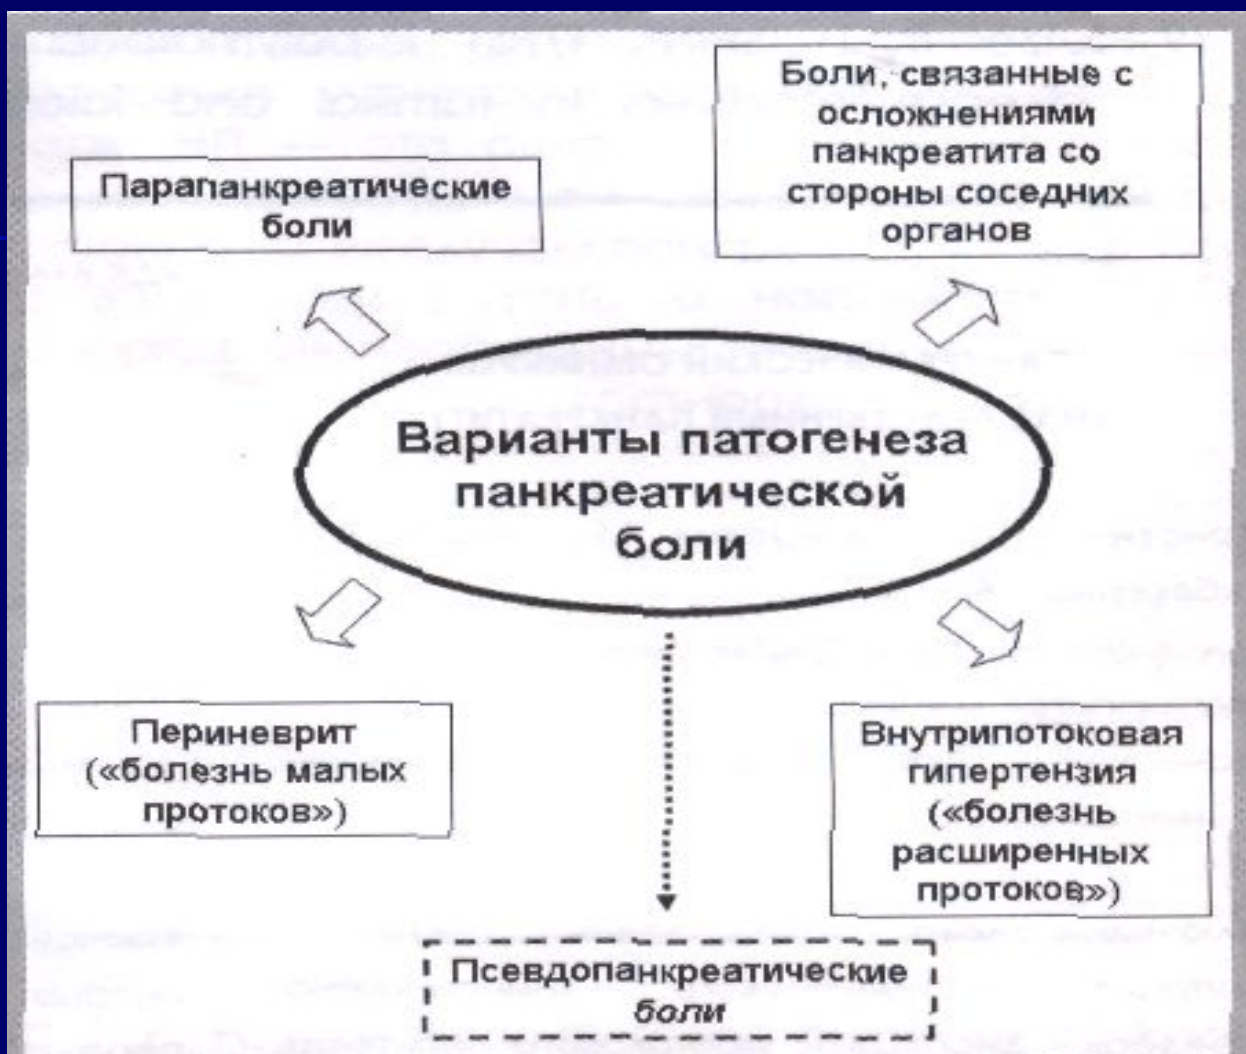 Боли, связанные с
осложнениями
панкреатита со
стороны соседних
органов
Парапанкреатические
боли
Варианты патогенеза
панкреатической
боли
Периневрит
(«болезнь малых
протоков»)
Внутрипотоковая
гипертензия
(«болезнь
расширенных
протоков»)
Псевдопанкреатические
боли